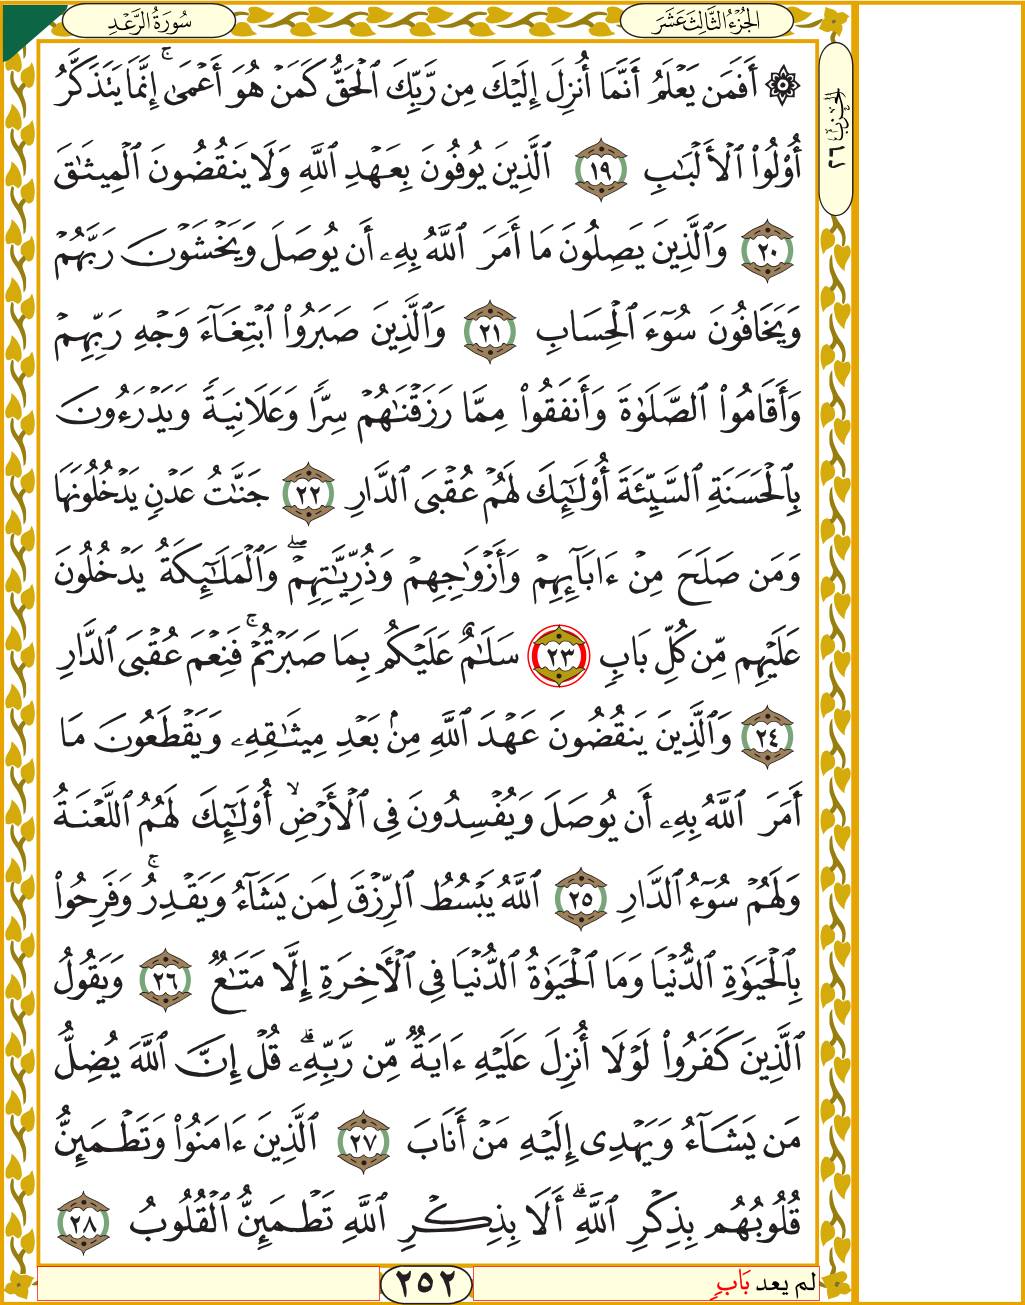 سُورَةُ الرَّعْدِ
الجُزْءُ الثَّالِثَ عَشَرَ
الحِزْبُ ٢٦
۞ أَفَمَن يَعْلَمُ أَنَّمَا أُنزِلَ إِلَيْكَ مِن رَّبِّكَ ٱلْحَقُّ كَمَنْ هُوَ أَعْمَىٰٓ ۚ إِنَّمَا يَتَذَكَّرُ
أُو۟لُوا۟ ٱلْأَلْبَـٰبِ ١٩ ٱلَّذِينَ يُوفُونَ بِعَهْدِ ٱللَّهِ وَلَا يَنقُضُونَ ٱلْمِيثَـٰقَ
٢٠ وَٱلَّذِينَ يَصِلُونَ مَا أَمَرَ ٱللَّهُ بِهِۦ أَن يُوصَلَ وَيَخْشَوْنَ رَبَّهُمْ
وَيَخَافُونَ سُوٓءَ ٱلْحِسَابِ ٢١ وَٱلَّذِينَ صَبَرُوا۟ ٱبْتِغَآءَ وَجْهِ رَبِّهِمْ
وَأَقَامُوا۟ ٱلصَّلَوٰةَ وَأَنفَقُوا۟ مِمَّا رَزَقْنَـٰهُمْ سِرًّا وَعَلَانِيَةً وَيَدْرَءُونَ
بِٱلْحَسَنَةِ ٱلسَّيِّئَةَ أُو۟لَـٰٓئِكَ لَهُمْ عُقْبَى ٱلدَّارِ ٢٢ جَنَّـٰتُ عَدْنٍ يَدْخُلُونَهَا
وَمَن صَلَحَ مِنْ ءَابَآئِهِمْ وَأَزْوَٰجِهِمْ وَذُرِّيَّـٰتِهِمْ ۖ وَٱلْمَلَـٰٓئِكَةُ يَدْخُلُونَ
عَلَيْهِم مِّن كُلِّ بَابٍ ٢٣ سَلَـٰمٌ عَلَيْكُم بِمَا صَبَرْتُمْ ۚ فَنِعْمَ عُقْبَى ٱلدَّارِ
٢٤ وَٱلَّذِينَ يَنقُضُونَ عَهْدَ ٱللَّهِ مِنۢ بَعْدِ مِيثَـٰقِهِۦ وَيَقْطَعُونَ مَا
أَمَرَ ٱللَّهُ بِهِۦ أَن يُوصَلَ وَيُفْسِدُونَ فِى ٱلْأَرْضِ ۙ أُو۟لَـٰٓئِكَ لَهُمُ ٱللَّعْنَةُ
وَلَهُمْ سُوٓءُ ٱلدَّارِ ٢٥ ٱللَّهُ يَبْسُطُ ٱلرِّزْقَ لِمَن يَشَآءُ وَيَقْدِرُ ۚ وَفَرِحُوا۟
بِٱلْحَيَوٰةِ ٱلدُّنْيَا وَمَا ٱلْحَيَوٰةُ ٱلدُّنْيَا فِى ٱلْـَٔاخِرَةِ إِلَّا مَتَـٰعٌ ٢٦ وَيَقُولُ
ٱلَّذِينَ كَفَرُوا۟ لَوْلَا أُنزِلَ عَلَيْهِ ءَايَةٌ مِّن رَّبِّهِۦ ۗ قُلْ إِنَّ ٱللَّهَ يُضِلُّ
مَن يَشَآءُ وَيَهْدِى إِلَيْهِ مَنْ أَنَابَ ٢٧ ٱلَّذِينَ ءَامَنُوا۟ وَتَطْمَئِنُّ
قُلُوبُهُم بِذِكْرِ ٱللَّهِ ۗ أَلَا بِذِكْرِ ٱللَّهِ تَطْمَئِنُّ ٱلْقُلُوبُ ٢٨
لم يعد بَابٍ
٢٥٢